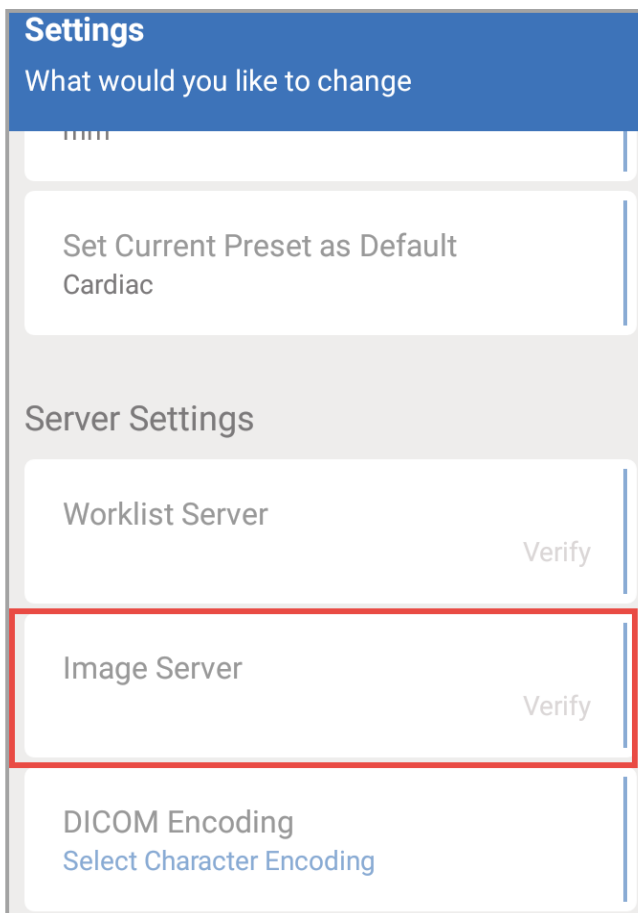 Settings
What would you like to change
mm
Set Current Preset as Default
Cardiac
Server Settings
Worklist Server
Verify
Image Server
Verify
DICOM Encoding
Select Character Encoding